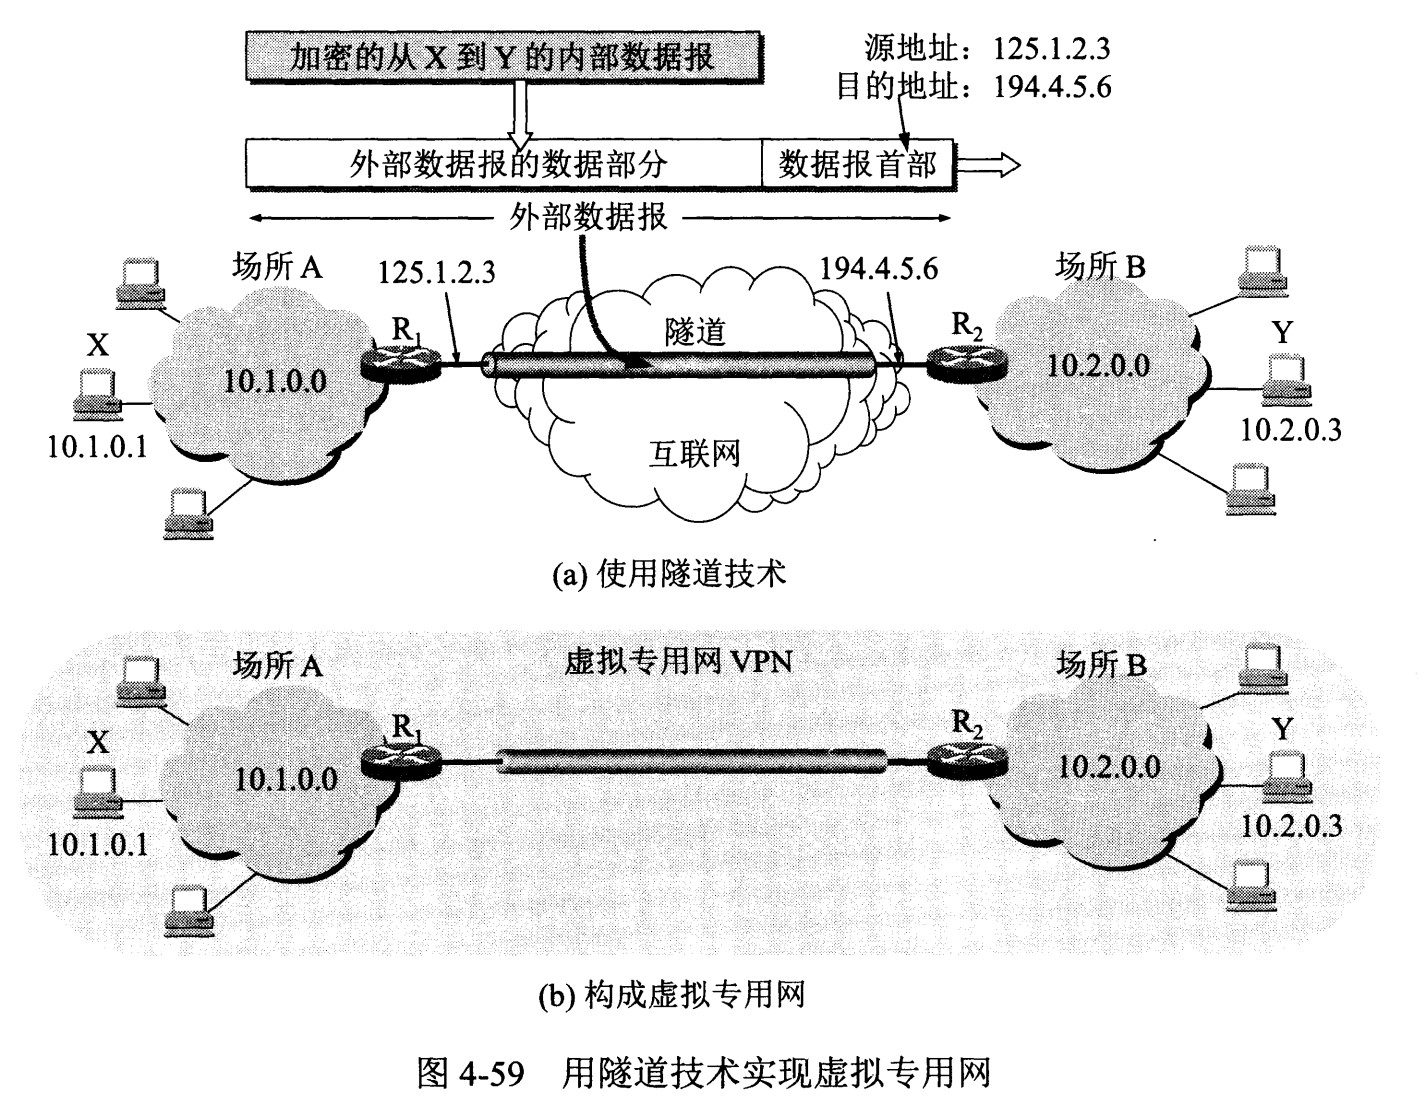 加密的从 X 到 Y 的内部数据报
源地址：125.1.2.3
目的地址：194.4.5.6
外部数据报的数据部分
数据报首部
外部数据报
场所 A
125.1.2.3
194.4.5.6
场所 B
X
R1
隧道
R2
Y
10.1.0.0
10.2.0.0
10.1.0.1
互联网
10.2.0.3
(a) 使用隧道技术
场所 A
虚拟专用网 VPN
场所 B
X
R1
R2
Y
10.1.0.0
10.2.0.0
10.1.0.1
10.2.0.3
(b) 构成虚拟专用网
图 4-59 用隧道技术实现虚拟专用网